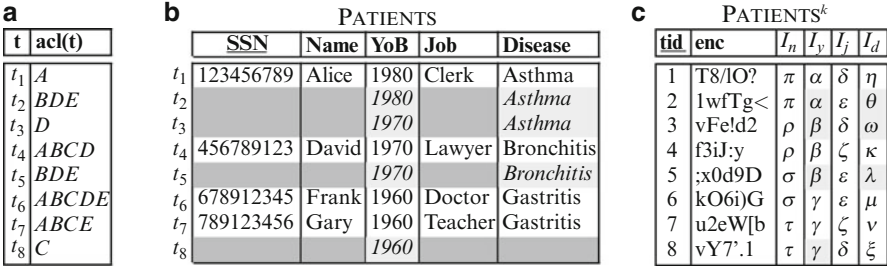 a
t acl(t)
t1 A
t2 BDE
t3 D
t4 ABCD
t5 BDE
t6 ABCDE
t7 ABCE
t8 C
b
PATIENTS
SSN Name YoB Job Disease
t1 123456789 Alice 1980 Clerk Asthma
t2 1980 Asthma
t3 1970 Asthma
t4 456789123 David 1970 Lawyer Bronchitis
t5 1970 Bronchitis
t6 678912345 Frank 1960 Doctor Gastritis
t7 789123456 Gary 1960 Teacher Gastritis
t8 1960
c
PATIENTS^k
tid enc I_n I_y I_j I_d
1 T8/lO? π α δ η
2 1wfTg< π α ε θ
3 vFe!d2 ρ β δ ω
4 f3iJ:y ρ β ζ κ
5 ;x0d9D σ β ε λ
6 kO6i)G σ γ ε μ
7 u2eW[b τ γ ζ ν
8 vY7'.1 τ γ δ ξ